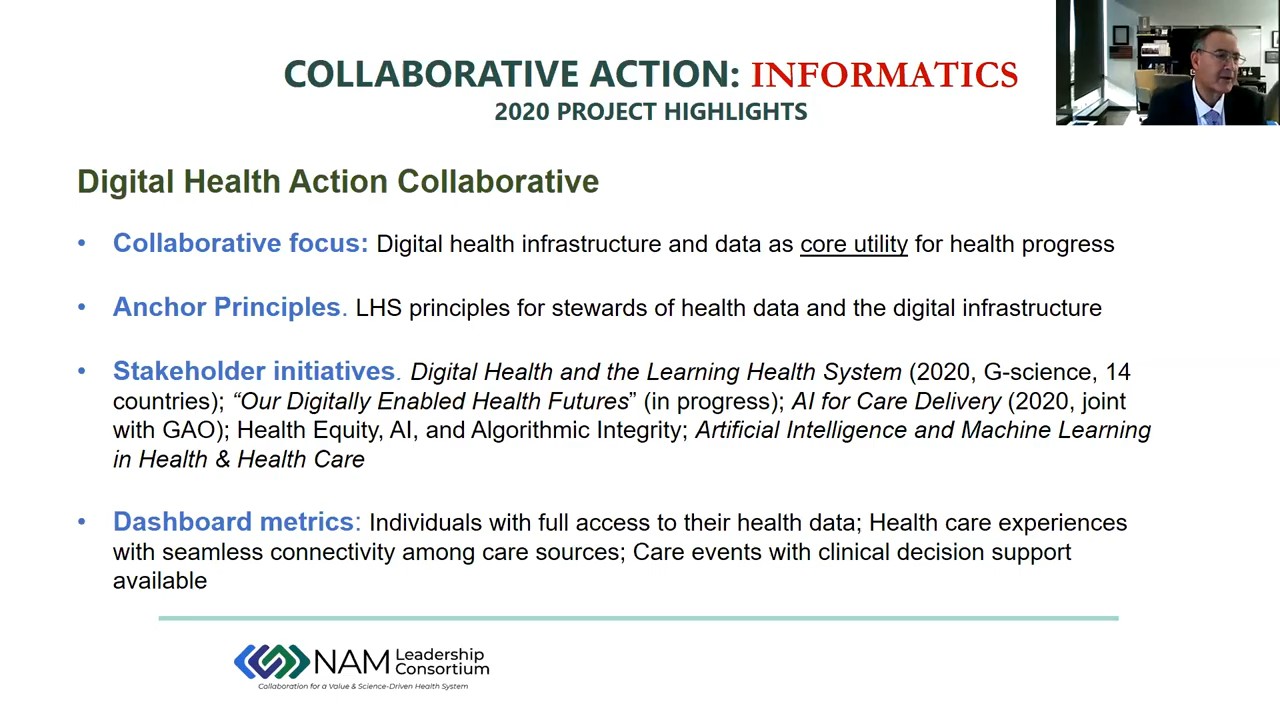 COLLABORATIVE ACTION: INFORMATICS
2020 PROJECT HIGHLIGHTS
Digital Health Action Collaborative
• Collaborative focus: Digital health infrastructure and data as core utility for health progress
• Anchor Principles. LHS principles for stewards of health data and the digital infrastructure
• Stakeholder initiatives. Digital Health and the Learning Health System (2020, G-science, 14
countries); “Our Digitally Enabled Health Futures” (in progress); AI for Care Delivery (2020, joint
with GAO); Health Equity, AI, and Algorithmic Integrity; Artificial Intelligence and Machine Learning
in Health & Health Care
• Dashboard metrics: Individuals with full access to their health data; Health care experiences
with seamless connectivity among care sources; Care events with clinical decision support
available
NAM Leadership
Consortium
Collaboration for a Value & Science-Driven Health System